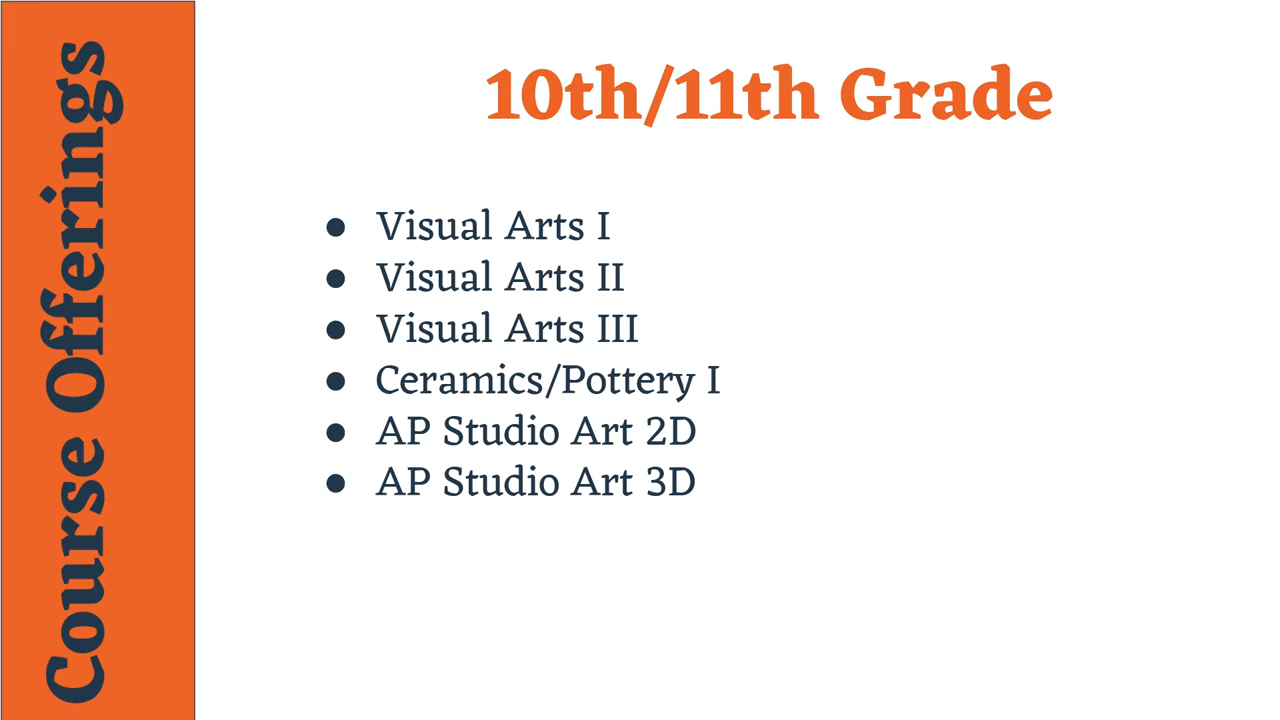 Course Offerings
10th/11th Grade
● Visual Arts I
● Visual Arts II
● Visual Arts III
● Ceramics/Pottery I
● AP Studio Art 2D
● AP Studio Art 3D